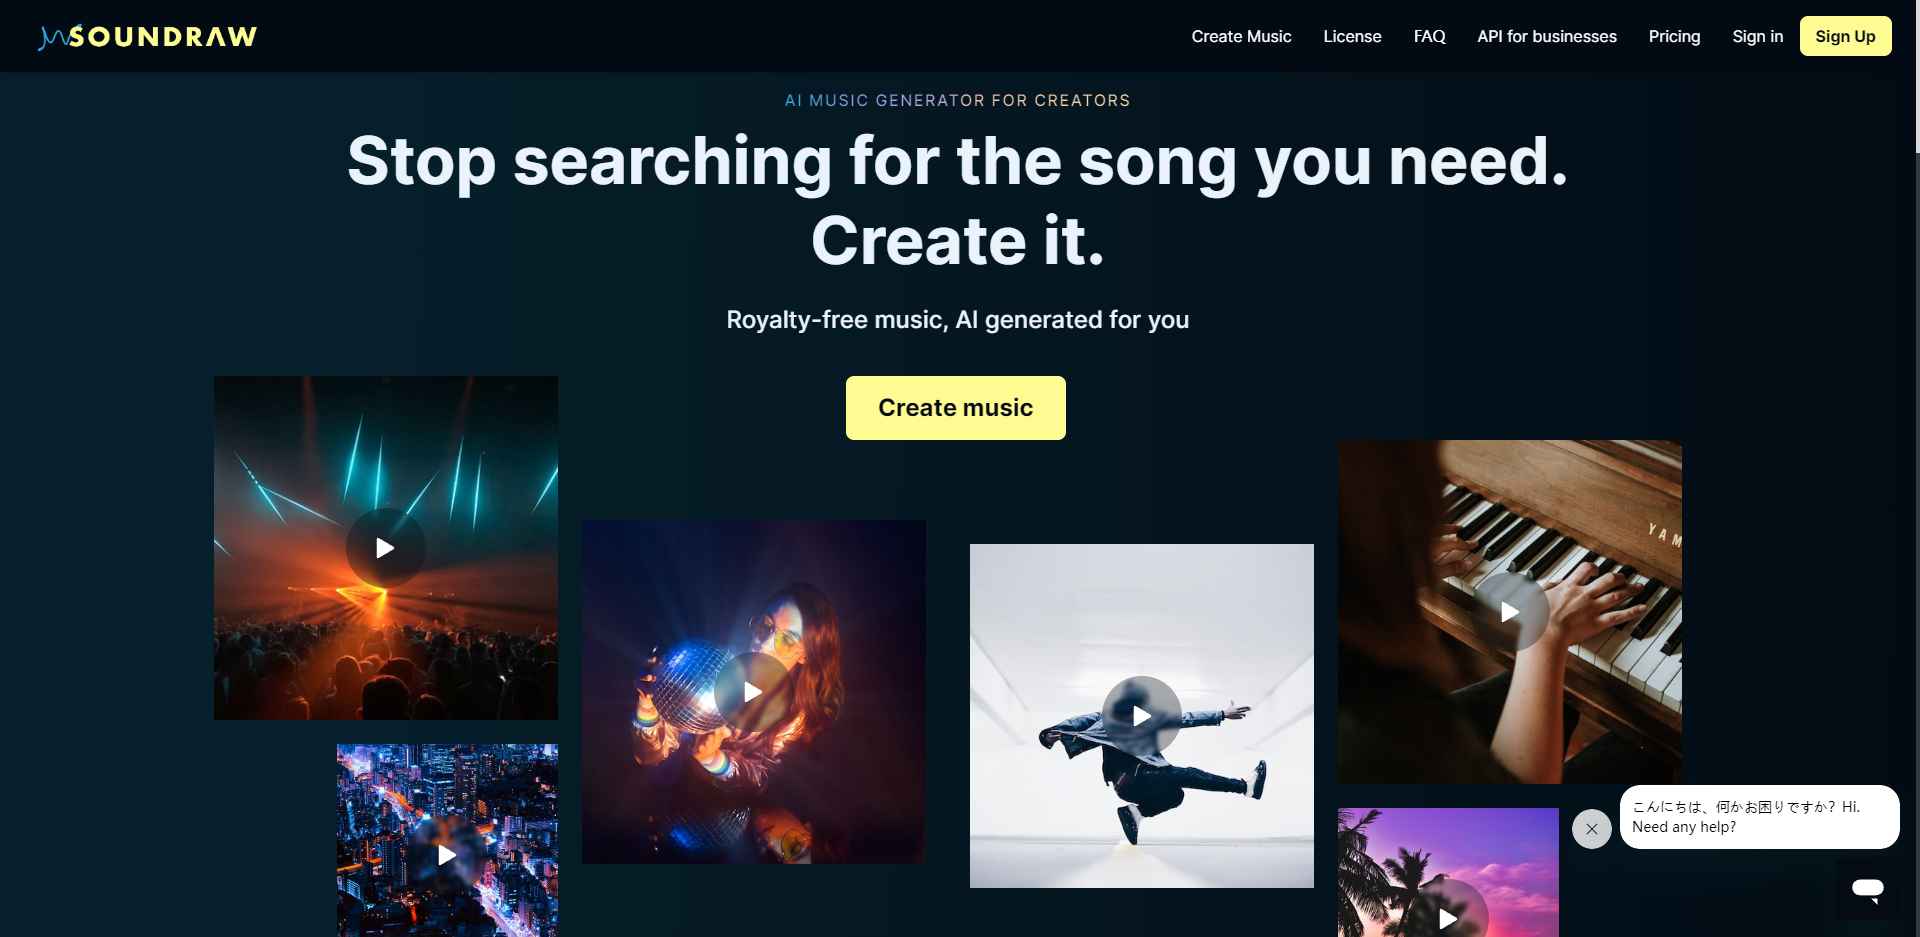 SOUNDRAW
Create Music
License
FAQ
API for businesses
Pricing
Sign in
Sign Up
AI MUSIC GENERATOR FOR CREATORS
Stop searching for the song you need.
Create it.
Royalty-free music, AI generated for you
Create music
YAM
こんにちは、何かお困りですか? Hi.
Need any help?